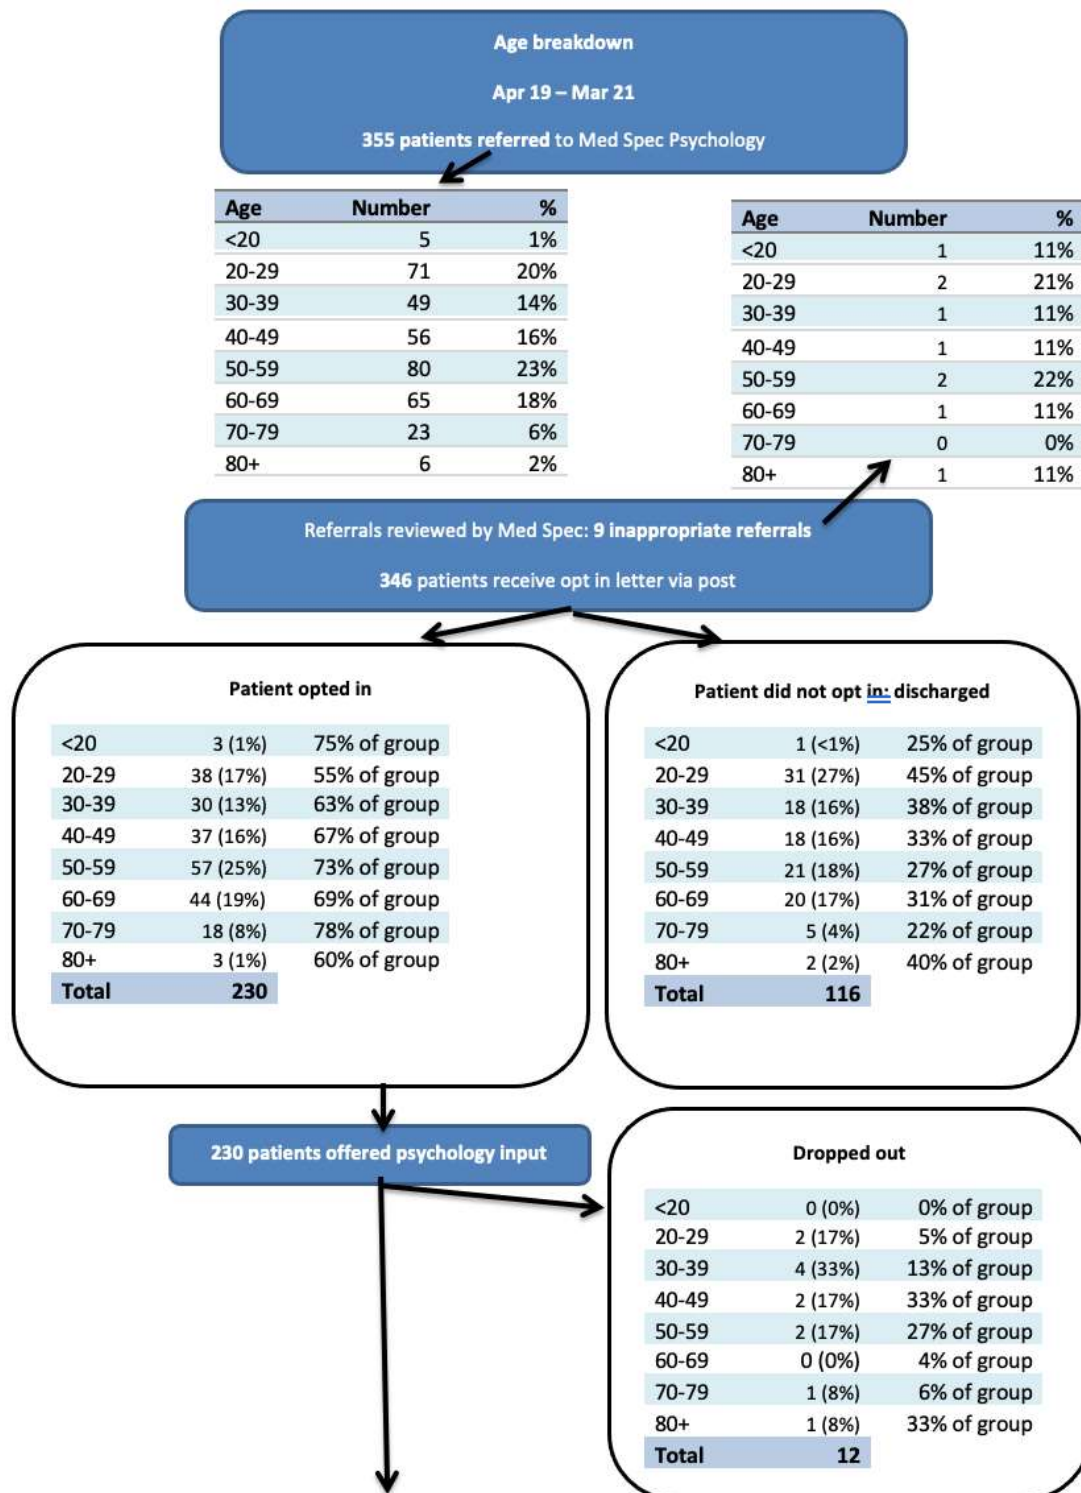 Age breakdown
Apr 19 – Mar 21
355 patients referred to Med Spec Psychology
Age Number %
<20 5 1%
20-29 71 20%
30-39 49 14%
40-49 56 16%
50-59 80 23%
60-69 65 18%
70-79 23 6%
80+ 6 2%
Age Number %
<20 1 11%
20-29 2 21%
30-39 1 11%
40-49 1 11%
50-59 2 22%
60-69 1 11%
70-79 0 0%
80+ 1 11%
Referrals reviewed by Med Spec: 9 inappropriate referrals
346 patients receive opt in letter via post
Patient opted in
<20 3 (1%) 75% of group
20-29 38 (17%) 55% of group
30-39 30 (13%) 63% of group
40-49 37 (16%) 67% of group
50-59 57 (25%) 73% of group
60-69 44 (19%) 69% of group
70-79 18 (8%) 78% of group
80+ 3 (1%) 60% of group
Total 230
Patient did not opt in: discharged
<20 1 (<1%) 25% of group
20-29 31 (27%) 45% of group
30-39 18 (16%) 38% of group
40-49 18 (16%) 33% of group
50-59 21 (18%) 27% of group
60-69 20 (17%) 31% of group
70-79 5 (4%) 22% of group
80+ 2 (2%) 40% of group
Total 116
230 patients offered psychology input
Dropped out
<20 0 (0%) 0% of group
20-29 2 (17%) 5% of group
30-39 4 (33%) 13% of group
40-49 2 (17%) 33% of group
50-59 2 (17%) 27% of group
60-69 0 (0%) 4% of group
70-79 1 (8%) 6% of group
80+ 1 (8%) 33% of group
Total 12